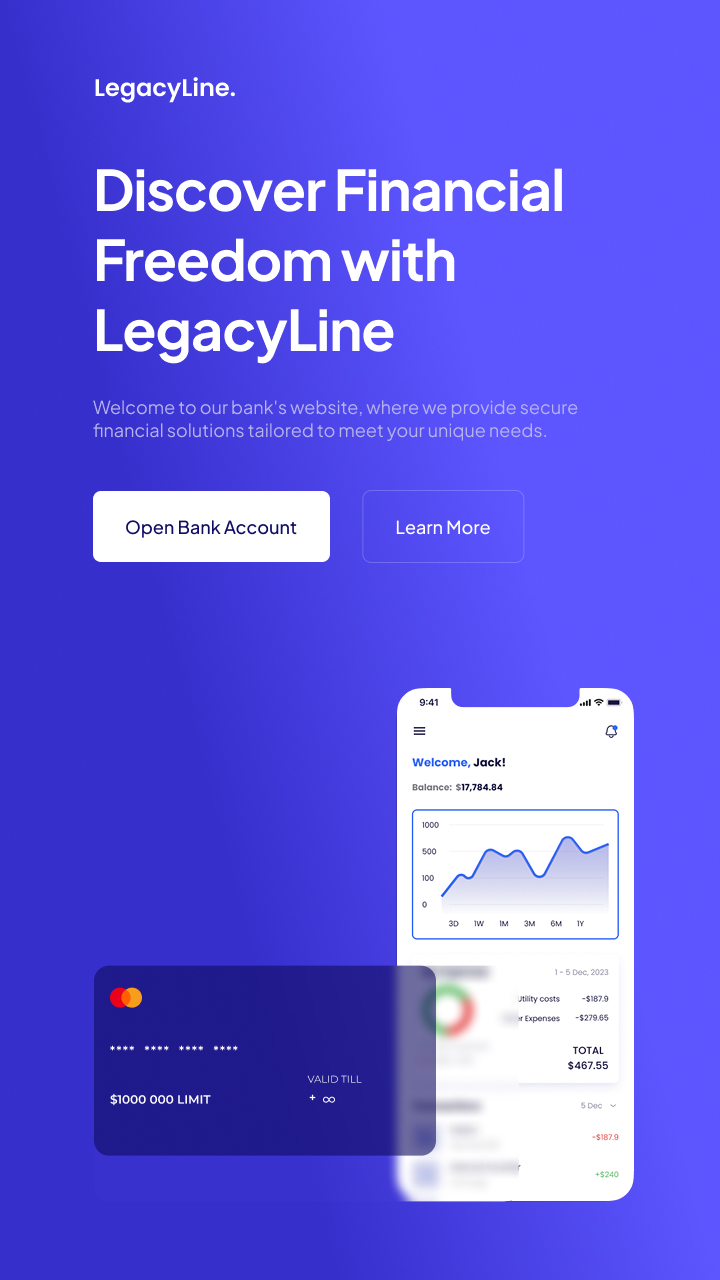 LegacyLine.
Discover Financial
Freedom with
LegacyLine
Welcome to our bank's website, where we provide secure
financial solutions tailored to meet your unique needs.
Open Bank Account
Learn More
9:41
Welcome, Jack!
Balance: $17,784.84
1000
500
100
0
3D 1W 1M 3M 6M 1Y
1 - 5 Dec, 2023
Utility costs -$187.9
Expenses -$279.65
TOTAL
$467.55
5 Dec
-$187.9
+$240
**** **** **** ****
VALID TILL
$1000 000 LIMIT
+ ∞